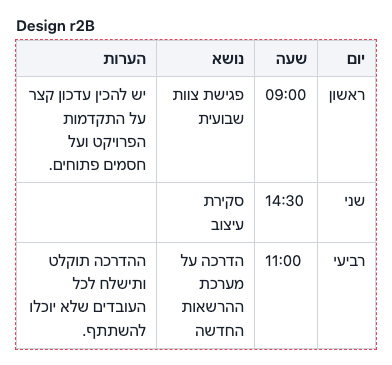 Design r2B
יום שעה נושא הערות
ראשון 09:00 פגישת צוות יש להכין עדכון קצר
שבועית על התקדמות
הפרויקט ועל
חסמים פתוחים.
שני 14:30 סקירת
עיצוב
רביעי 11:00 הדרכה על ההדרכה תוקלט
מערכת ותישלח לכל
ההרשאות העובדים שלא יוכלו
החדשה להשתתף.